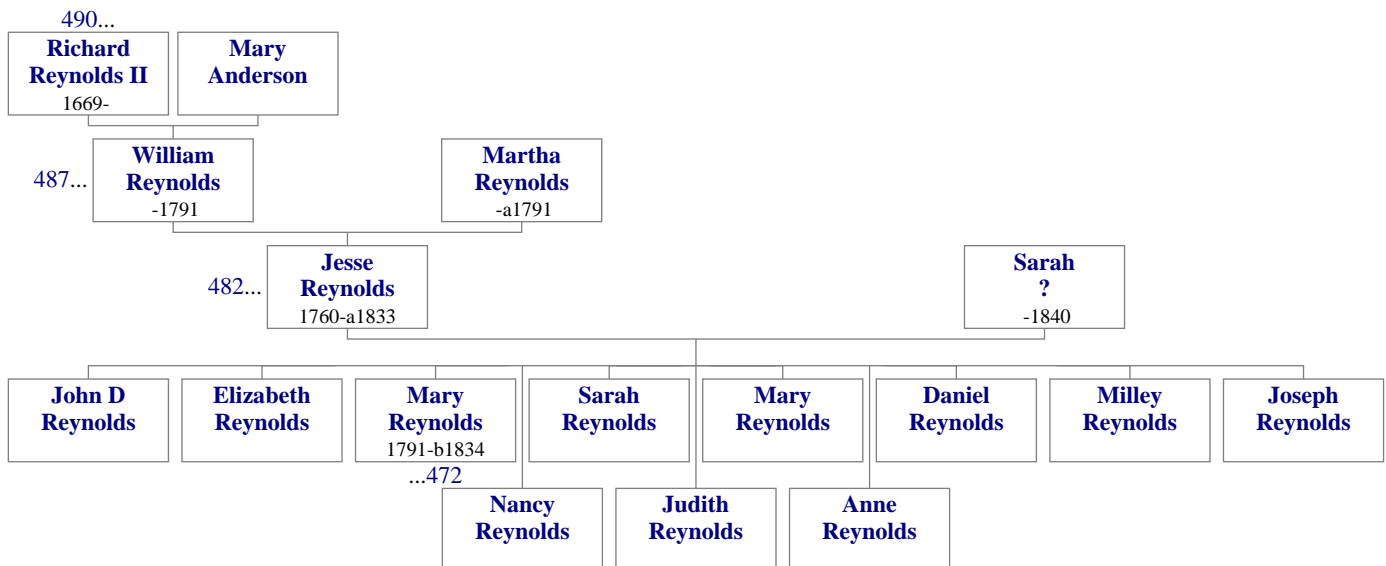 490...
Richard
Reynolds II
1669-
Mary
Anderson
487...
William
Reynolds
-1791
Martha
Reynolds
-a1791
482...
Jesse
Reynolds
1760-a1833
Sarah
?
-1840
John D
Reynolds
Elizabeth
Reynolds
Mary
Reynolds
1791-b1834
...472
Sarah
Reynolds
Mary
Reynolds
Daniel
Reynolds
Milley
Reynolds
Joseph
Reynolds
Nancy
Reynolds
Judith
Reynolds
Anne
Reynolds